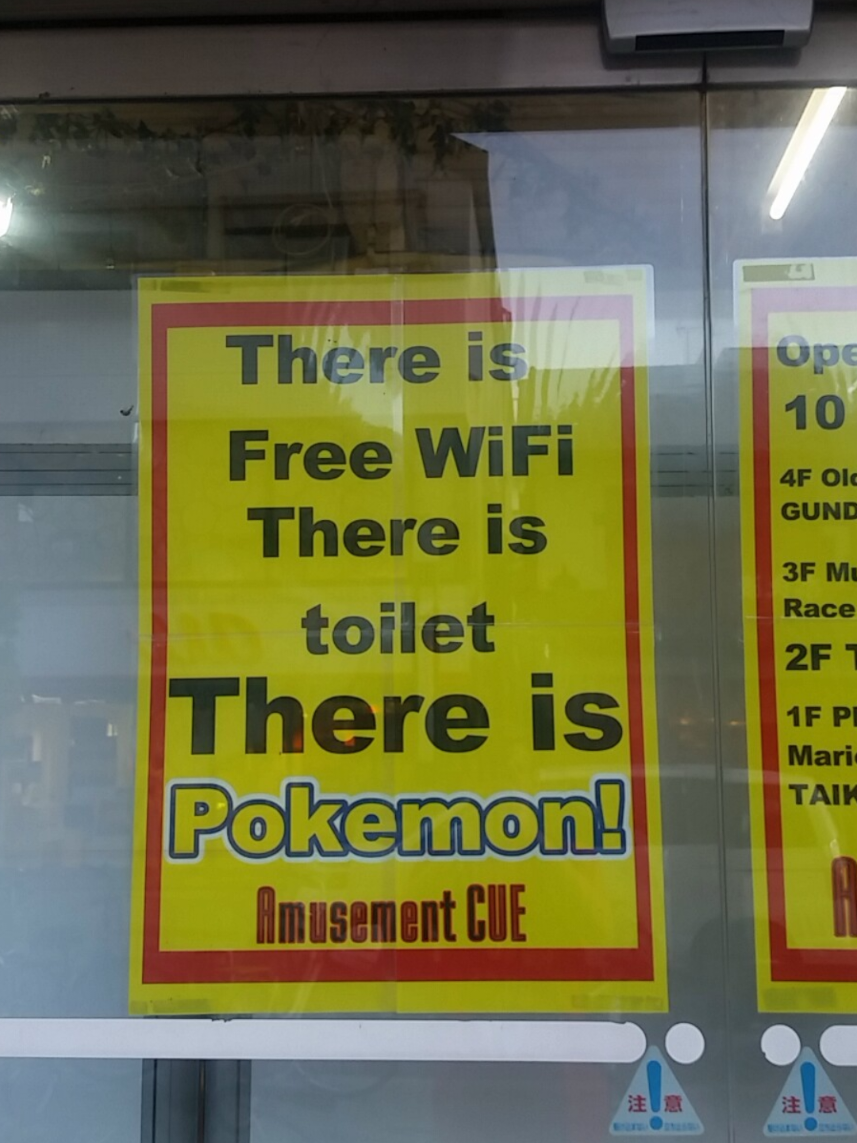 There is
Free WiFi
There is
toilet
There is
Pokemon!
Amusement CUE
10
4F
3F
Race
2F
1F
注 意
注 意